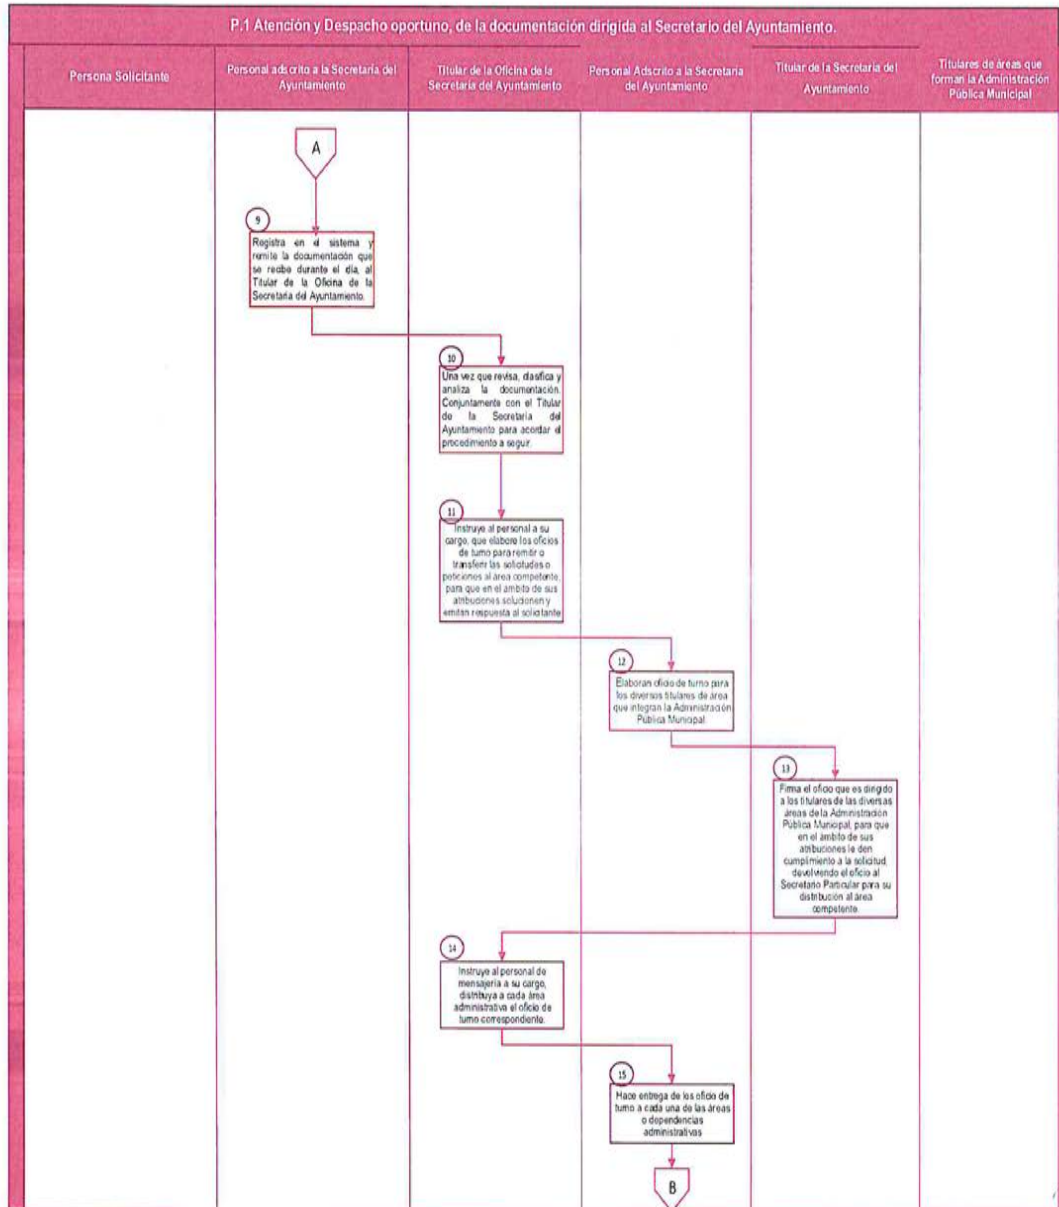 P.1 Atención y Despacho oportuno, de la documentación dirigida al Secretario del Ayuntamiento.
Persona Solicitante
Personal adscrito a la Secretaría del
Ayuntamiento
Titular de la Oficina de la
Secretaría del Ayuntamiento
Personal Adscrito a la Secretaría
del Ayuntamiento
Titular de la Secretaría del
Ayuntamiento
Titulares de áreas que
forman la Administración
Pública Municipal
A
9
Registra en el sistema y
remite la documentación que
se recibe durante el día, al
Titular de la Oficina de la
Secretaría del Ayuntamiento.
10
Una vez que revisa, clasifica y
analiza la documentación.
Conjuntamente con el Titular
de la Secretaría del
Ayuntamiento para acordar el
procedimiento a seguir.
11
Instruye al personal a su
cargo, que elabore los oficios
de turno para remitir o
transferir las solicitudes o
peticiones al área competente,
para que en el ámbito de sus
atribuciones solucionen y
emitan respuesta al solicitante
12
Elaboran oficio de turno para
los diversos titulares de área
que integran la Administración
Pública Municipal.
13
Firma el oficio que es dirigido
a los titulares de las diversas
áreas de la Administración
Pública Municipal, para que
en el ámbito de sus
atribuciones le den
cumplimiento a la solicitud,
devolviendo el oficio al
Secretario Particular para su
distribución al área
competente.
14
Instruye al personal de
mensajería a su cargo,
distribuya a cada área
administrativa el oficio de
turno correspondiente.
15
Hace entrega de los oficio de
turno a cada una de las áreas
o dependencias
administrativas
B